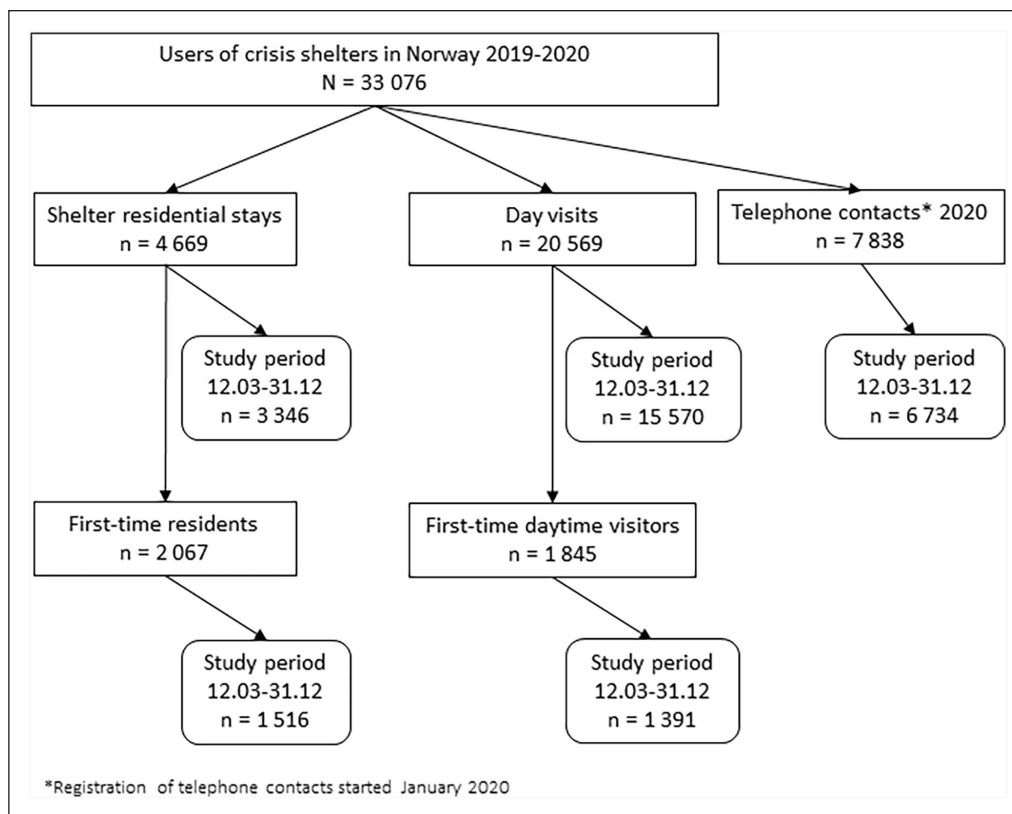 Users of crisis shelters in Norway 2019-2020
N = 33 076
Shelter residential stays
n = 4 669
Day visits
n = 20 569
Telephone contacts* 2020
n = 7 838
Study period
12.03-31.12
n = 3 346
Study period
12.03-31.12
n = 15 570
Study period
12.03-31.12
n = 6 734
First-time residents
n = 2 067
First-time daytime visitors
n = 1 845
Study period
12.03-31.12
n = 1 516
Study period
12.03-31.12
n = 1 391
*Registration of telephone contacts started January 2020